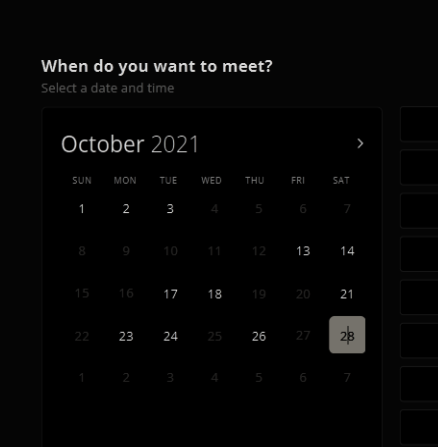 When do you want to meet?
Select a date and time
October 2021
SUN MON TUE WED THU FRI SAT
1 2 3 4 5 6 7
8 9 10 11 12 13 14
15 16 17 18 19 20 21
22 23 24 25 26 27 28
1 2 3 4 5 6 7